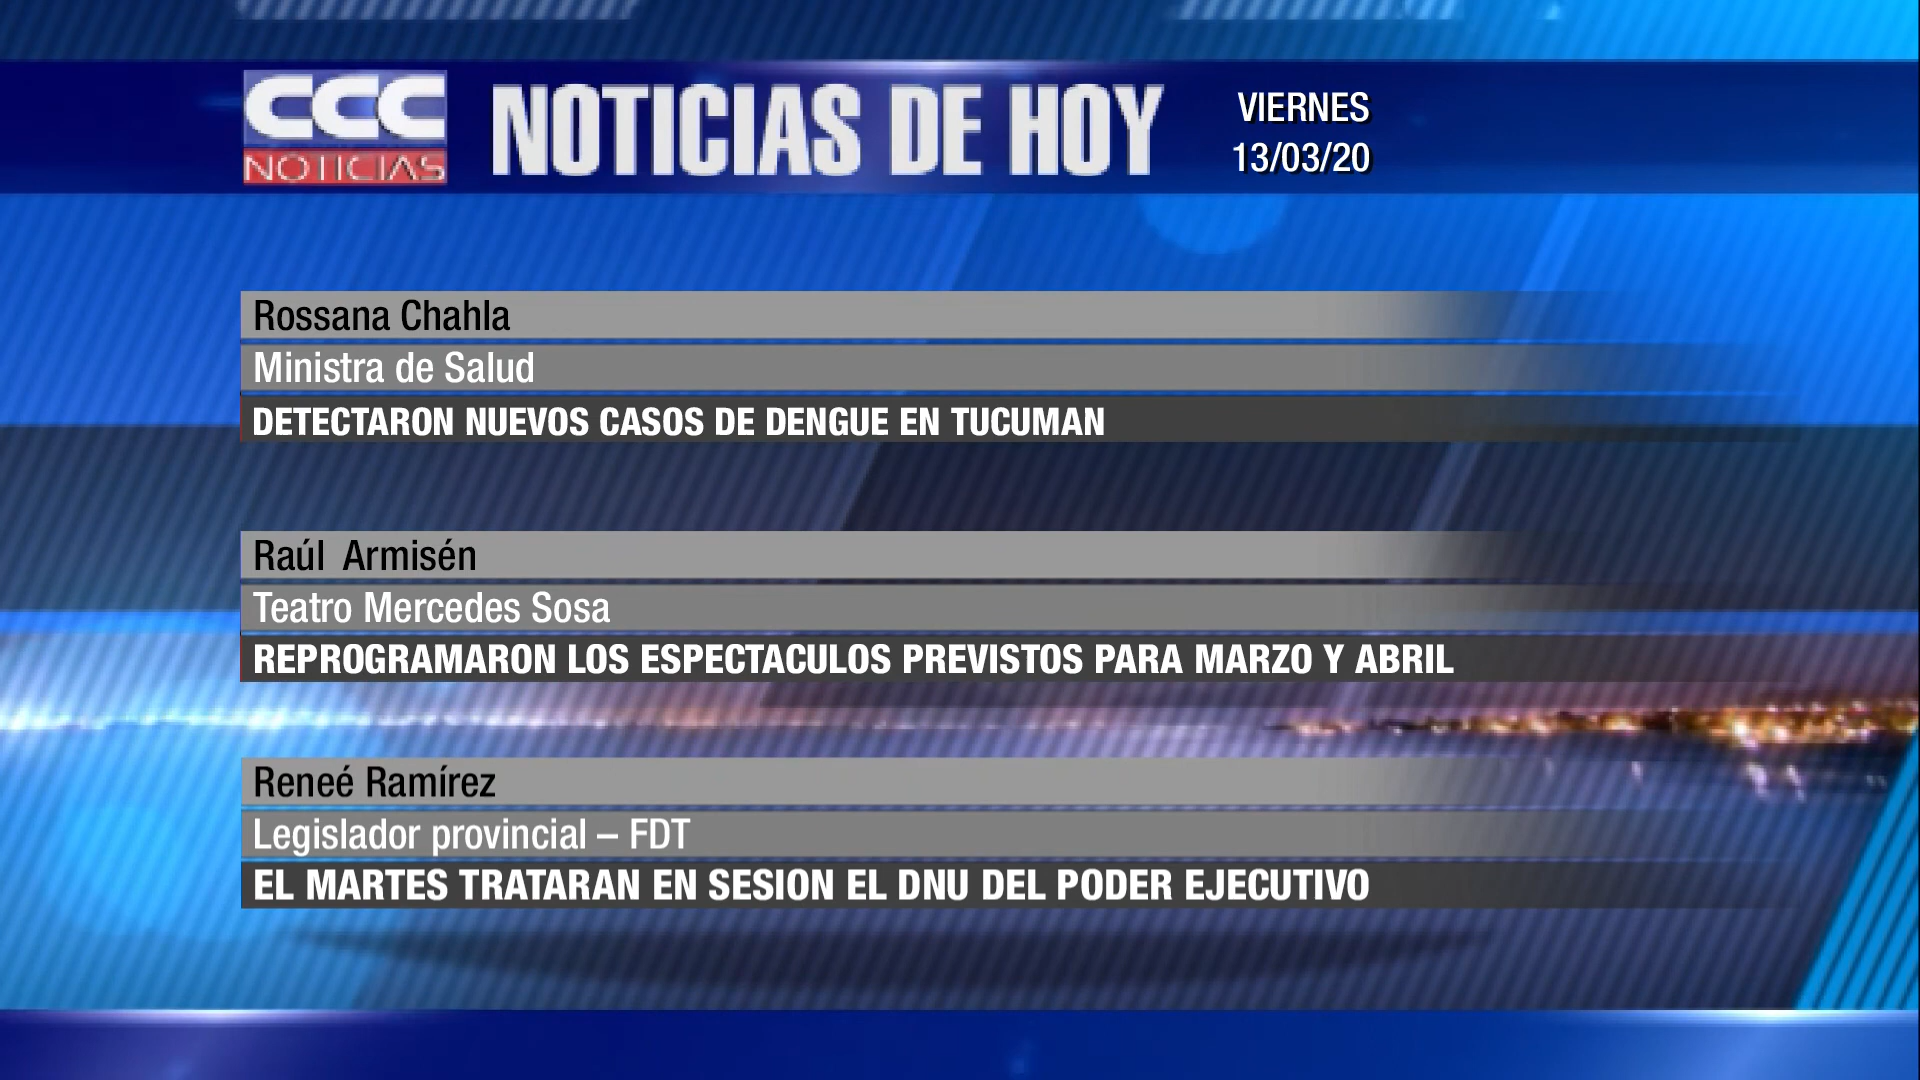 CCC
NOTICIAS
NOTICIAS DE HOY
VIERNES
13/03/20
Rossana Chahla
Ministra de Salud
DETECTARON NUEVOS CASOS DE DENGUE EN TUCUMAN
Raúl Armisén
Teatro Mercedes Sosa
REPROGRAMARON LOS ESPECTACULOS PREVISTOS PARA MARZO Y ABRIL
Reneé Ramírez
Legislador provincial – FDT
EL MARTES TRATARAN EN SESION EL DNU DEL PODER EJECUTIVO